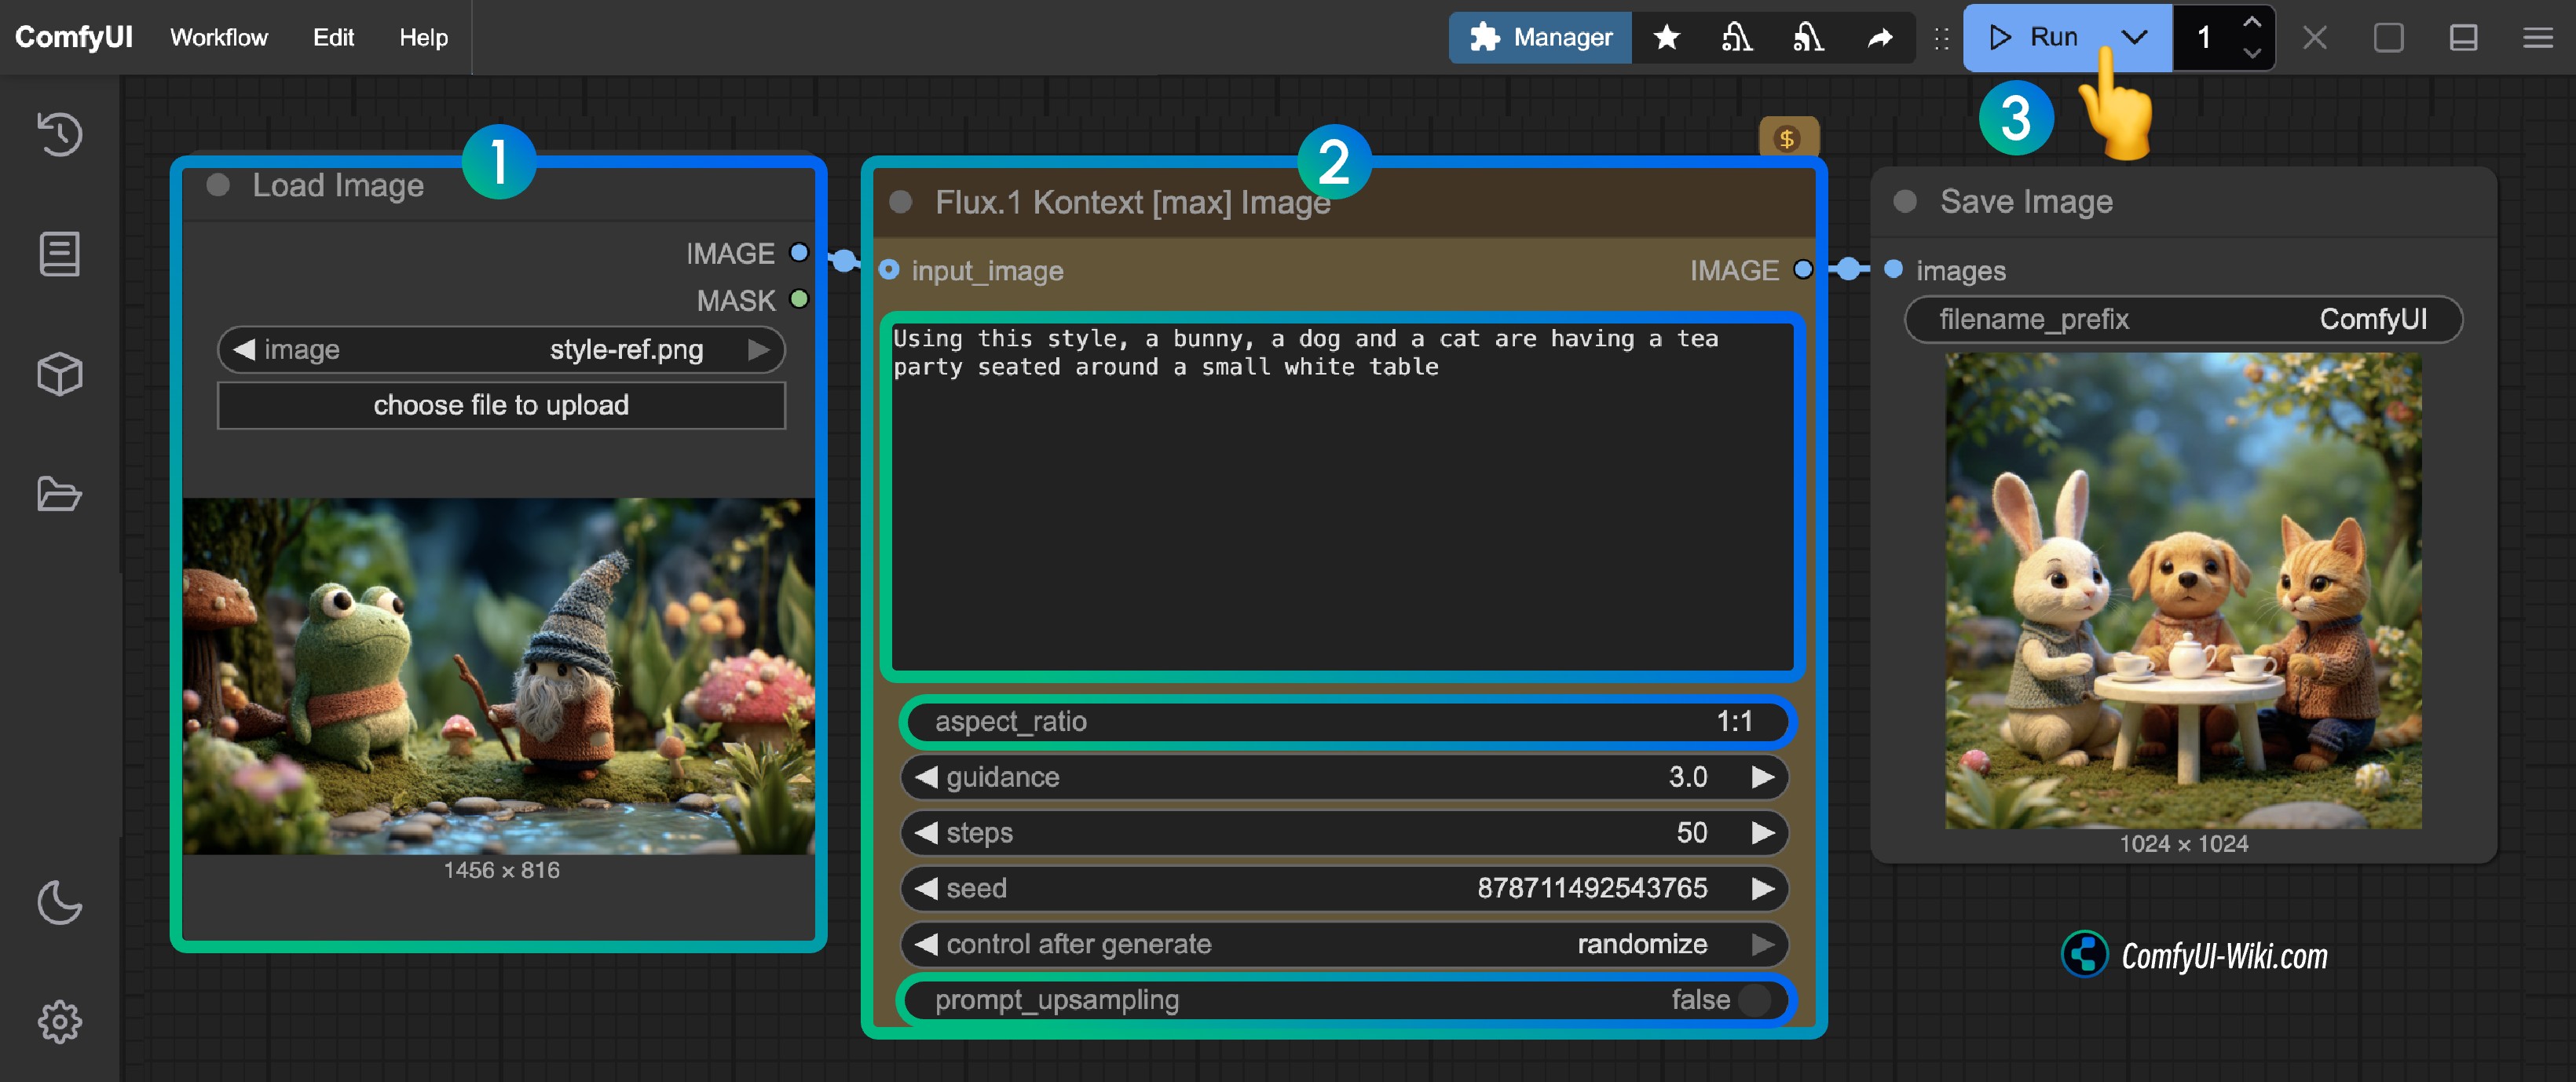 ComfyUI
Workflow
Edit
Help
Manager
Run
1
3
1
Load Image
IMAGE
MASK
image
style-ref.png
choose file to upload
1456 × 816
2
$
Flux.1 Kontext [max] Image
input_image
IMAGE
Using this style, a bunny, a dog and a cat are having a tea
party seated around a small white table
aspect_ratio
1:1
guidance
3.0
steps
50
seed
878711492543765
control after generate
randomize
prompt_upsampling
false
Save Image
images
filename_prefix
ComfyUI
1024 × 1024
ComfyUI-Wiki.com